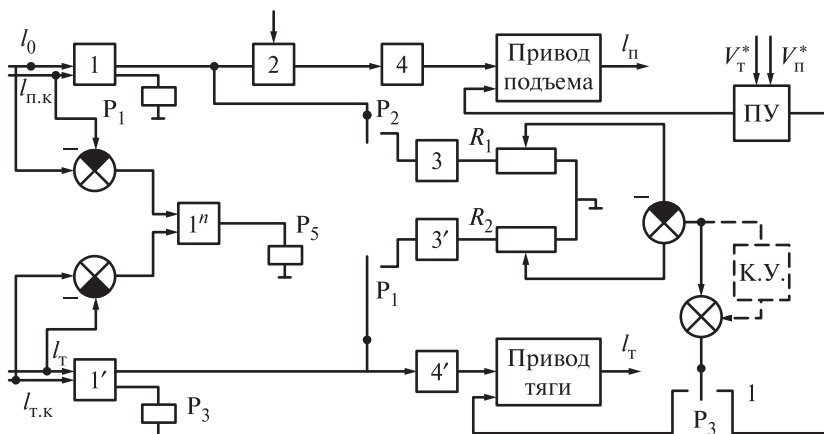 l₀
1
2
4
Привод
подъема
lп
V*т V*п
ПУ
lп.к
P₁
P₂
3
R₁
−
1ⁿ
P₅
3′
R₂
−
К.У.
P₁
−
lт
1′
4′
Привод
тяги
lт
lт.к
P₃
P₃
1